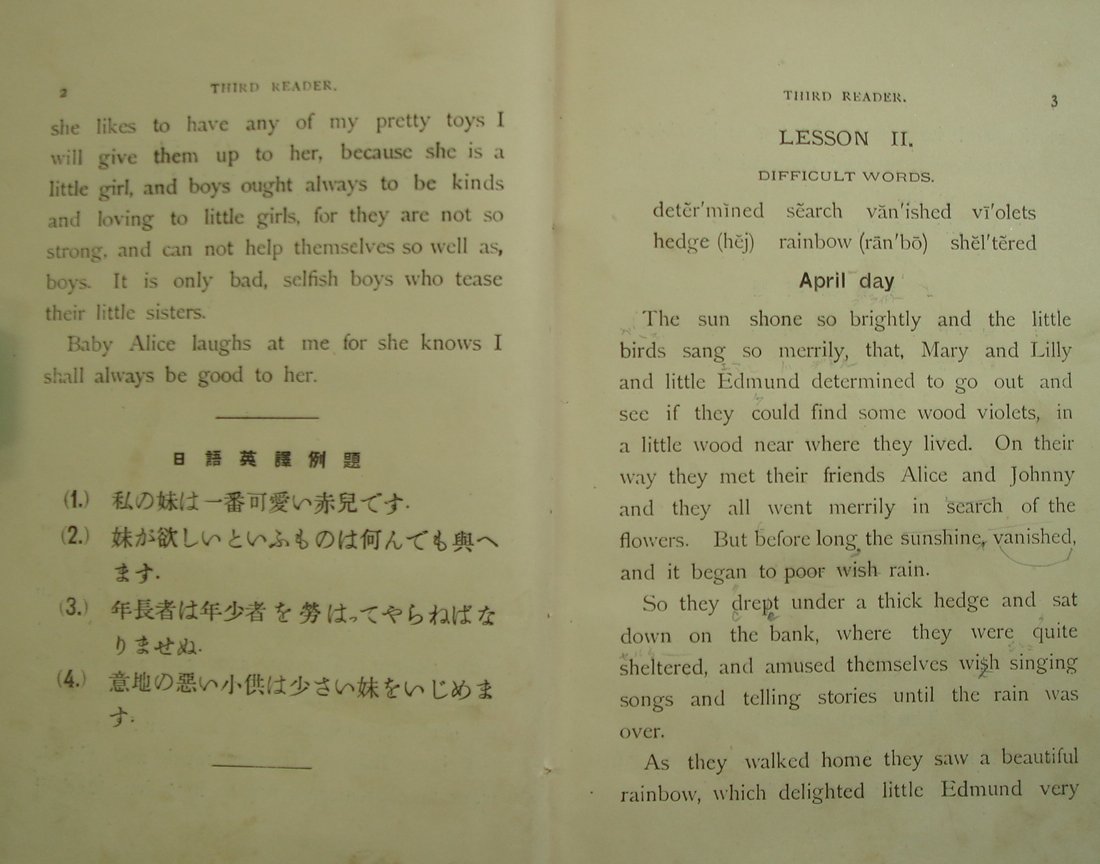 2
THIRD READER.
she likes to have any of my pretty toys I
will give them up to her, because she is a
little girl, and boys ought always to be kinds
and loving to little girls, for they are not so
strong, and can not help themselves so well as,
boys. It is only bad, selfish boys who tease
their little sisters.
Baby Alice laughs at me for she knows I
shall always be good to her.
日語英譯例題
(1.) 私の妹は一番可愛い赤兒です.
(2.) 妹が欲しいといふものは何んでも與へ
ます.
(3.) 年長者は年少者を勞はってやらねばな
りませぬ.
(4.) 意地の悪い小供は少さい妹をいじめま
す.
THIRD READER.
3
LESSON II.
DIFFICULT WORDS.
detĕr'mĭned sĕarch văn'ished vī'olets
hedge (hĕj) rainbow (rān'bō) shĕl'tĕred
April day
The sun shone so brightly and the little
birds sang so merrily, that, Mary and Lilly
and little Edmund determined to go out and
see if they could find some wood violets, in
a little wood near where they lived. On their
way they met their friends Alice and Johnny
and they all went merrily in search of the
flowers. But before long, the sunshine, vanished,
and it began to poor wish rain.
So they drept under a thick hedge and sat
down on the bank, where they were quite
sheltered, and amused themselves wish singing
songs and telling stories until the rain was
over.
As they walked home they saw a beautiful
rainbow, which delighted little Edmund very